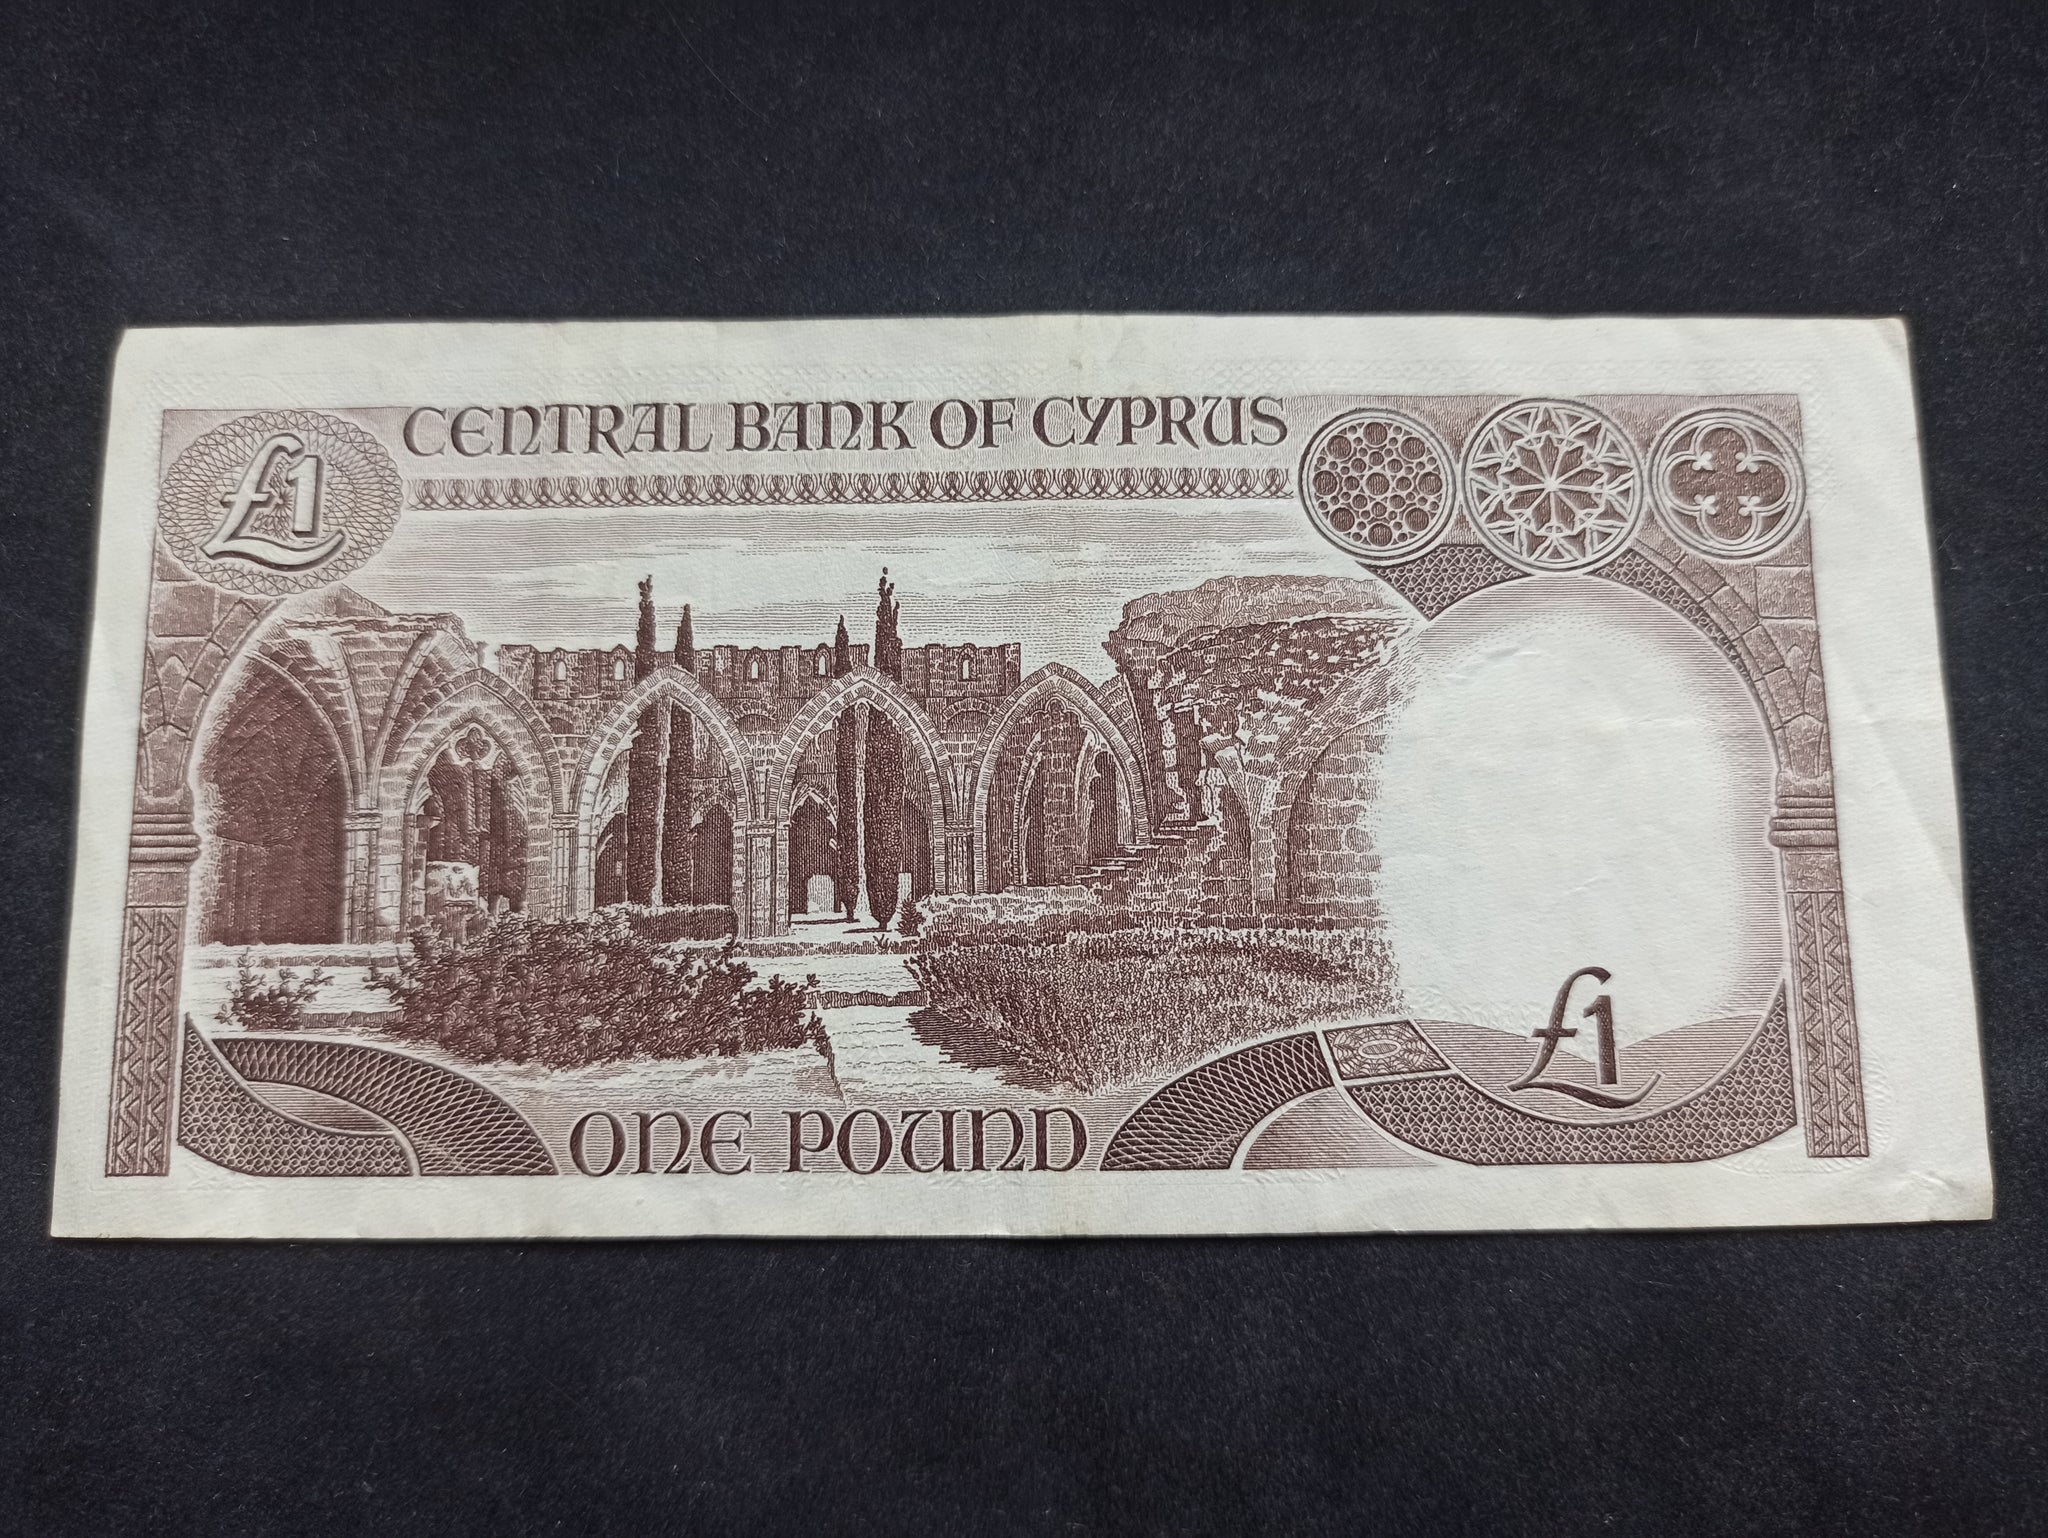 £1
CENTRAL BANK OF CYPRUS
£1
ONE POUND